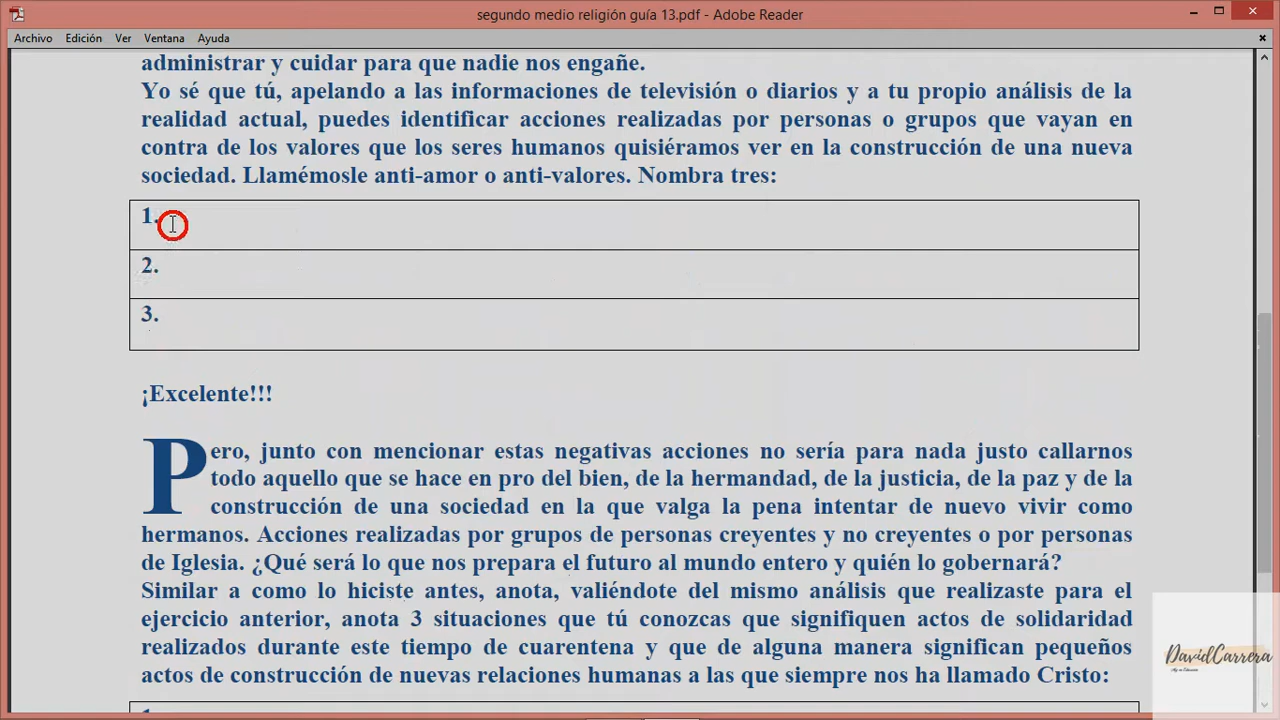 segundo medio religión guía 13.pdf - Adobe Reader
Archivo Edición Ver Ventana Ayuda
administrar y cuidar para que nadie nos engañe.
Yo sé que tú, apelando a las informaciones de televisión o diarios y a tu propio análisis de la
realidad actual, puedes identificar acciones realizadas por personas o grupos que vayan en
contra de los valores que los seres humanos quisiéramos ver en la construcción de una nueva
sociedad. Llamémosle anti-amor o anti-valores. Nombra tres:
1.
2.
3.
¡Excelente!!!
Pero, junto con mencionar estas negativas acciones no sería para nada justo callarnos
todo aquello que se hace en pro del bien, de la hermandad, de la justicia, de la paz y de la
construcción de una sociedad en la que valga la pena intentar de nuevo vivir como
hermanos. Acciones realizadas por grupos de personas creyentes y no creyentes o por personas
de Iglesia. ¿Qué será lo que nos prepara el futuro al mundo entero y quién lo gobernará?
Similar a como lo hiciste antes, anota, valiéndote del mismo análisis que realizaste para el
ejercicio anterior, anota 3 situaciones que tú conozcas que signifiquen actos de solidaridad
realizados durante este tiempo de cuarentena y que de alguna manera significan pequeños
actos de construcción de nuevas relaciones humanas a las que siempre nos ha llamado Cristo:
DavidCarrera